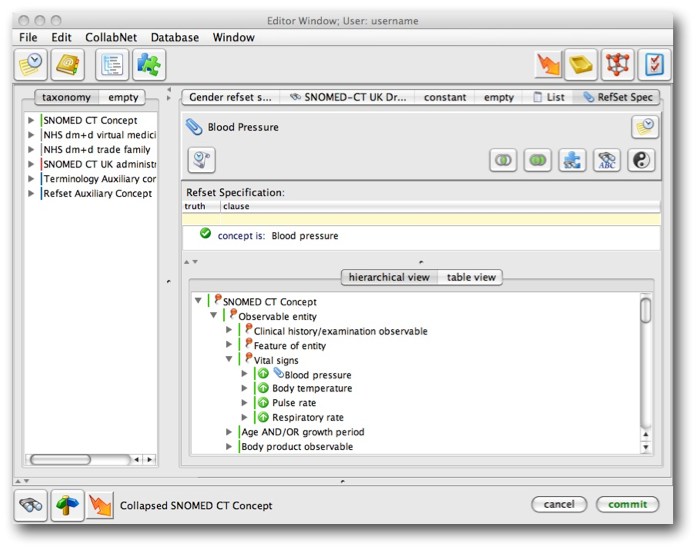 Editor Window; User: username
File Edit CollabNet Database Window
taxonomy empty
Gender refset s... SNOMED-CT UK Dr... constant empty List RefSet Spec
SNOMED CT Concept
NHS dm+d virtual medici
NHS dm+d trade family
SNOMED CT UK administr
Terminology Auxiliary cor
Refset Auxiliary Concept
Blood Pressure
ABC
Refset Specification:
truth clause
concept is: Blood pressure
hierarchical view table view
SNOMED CT Concept
Observable entity
Clinical history/examination observable
Feature of entity
Vital signs
Blood pressure
Body temperature
Pulse rate
Respiratory rate
Age AND/OR growth period
Body product observable
Collapsed SNOMED CT Concept
cancel commit